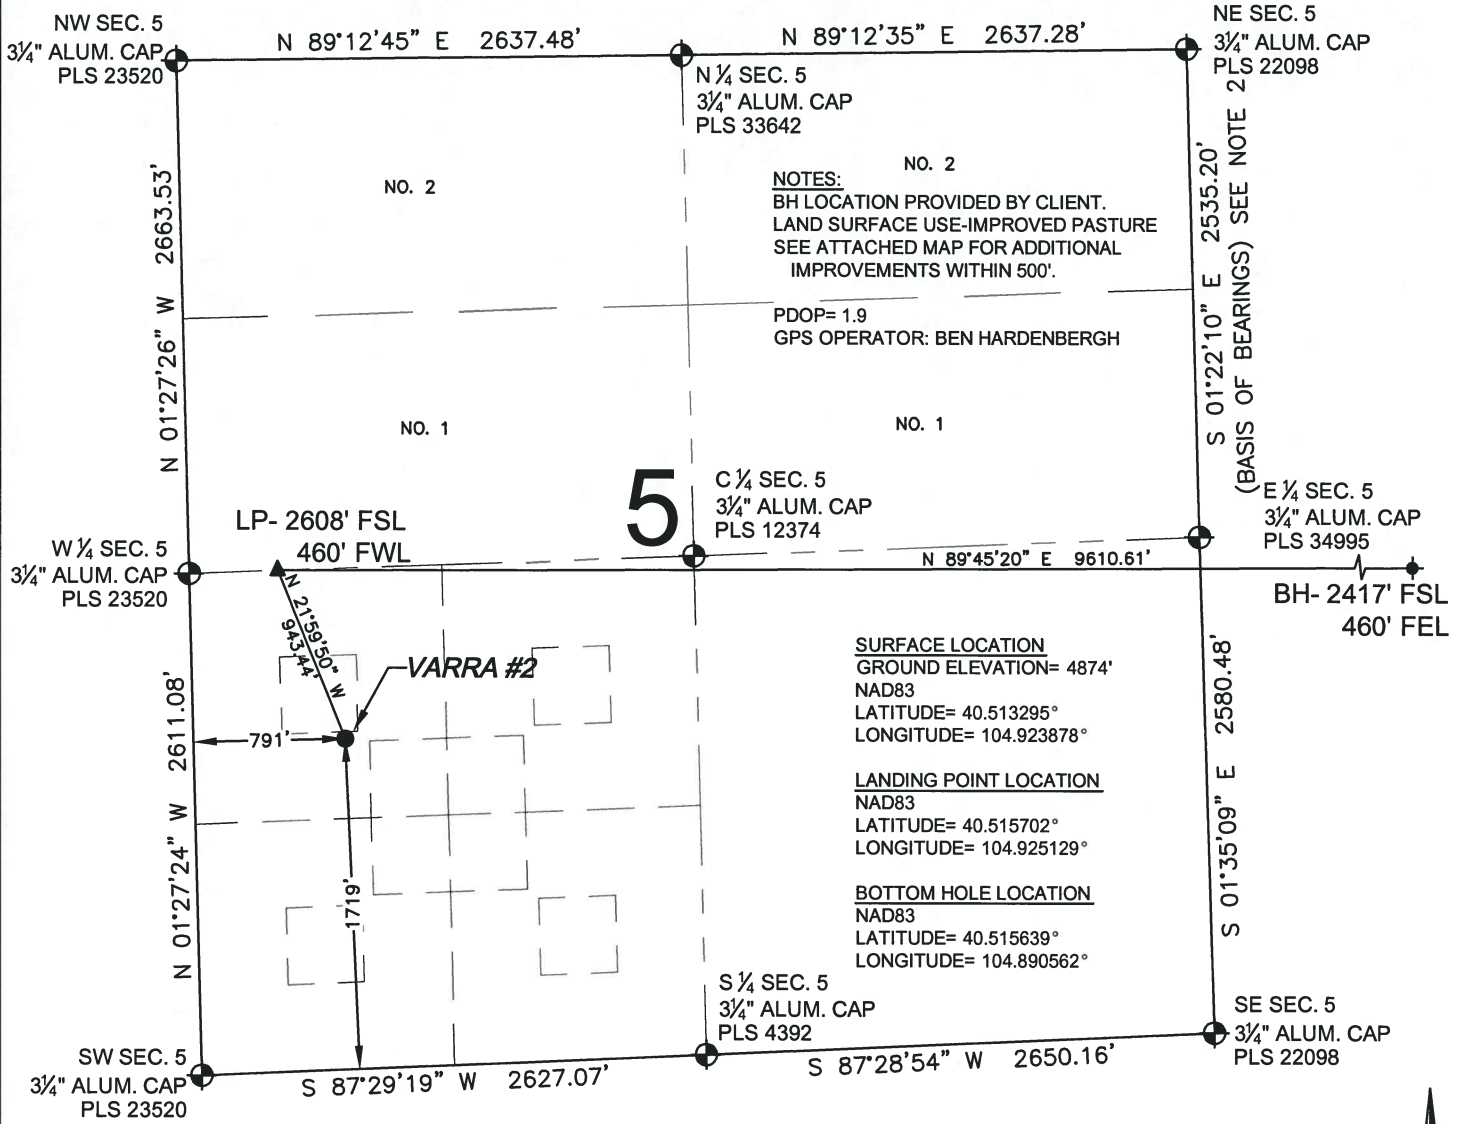 NW SEC. 5
3¼" ALUM. CAP
PLS 23520
N 89°12'45" E 2637.48'
N 89°12'35" E 2637.28'
NE SEC. 5
3¼" ALUM. CAP
PLS 22098
N ¼ SEC. 5
3¼" ALUM. CAP
PLS 33642
N 01°27'26" W 2663.53'
NO. 2
NO. 2
NOTES:
BH LOCATION PROVIDED BY CLIENT.
LAND SURFACE USE-IMPROVED PASTURE
SEE ATTACHED MAP FOR ADDITIONAL
IMPROVEMENTS WITHIN 500'.
PDOP= 1.9
GPS OPERATOR: BEN HARDENBERGH
S 01°22'10" E 2535.20'
(BASIS OF BEARINGS) SEE NOTE 2
NO. 1
NO. 1
5
C ¼ SEC. 5
3¼" ALUM. CAP
PLS 12374
E ¼ SEC. 5
3¼" ALUM. CAP
PLS 34995
LP- 2608' FSL
460' FWL
W ¼ SEC. 5
3¼" ALUM. CAP
PLS 23520
N 89°45'20" E 9610.61'
BH- 2417' FSL
460' FEL
N 21°59'50" W
943.44'
VARRA #2
791'
1719'
N 01°27'24" W 2611.08'
SURFACE LOCATION
GROUND ELEVATION= 4874'
NAD83
LATITUDE= 40.513295°
LONGITUDE= 104.923878°
LANDING POINT LOCATION
NAD83
LATITUDE= 40.515702°
LONGITUDE= 104.925129°
BOTTOM HOLE LOCATION
NAD83
LATITUDE= 40.515639°
LONGITUDE= 104.890562°
S 01°35'09" E 2580.48'
S ¼ SEC. 5
3¼" ALUM. CAP
PLS 4392
SE SEC. 5
3¼" ALUM. CAP
PLS 22098
SW SEC. 5
3¼" ALUM. CAP
PLS 23520
S 87°29'19" W 2627.07'
S 87°28'54" W 2650.16'